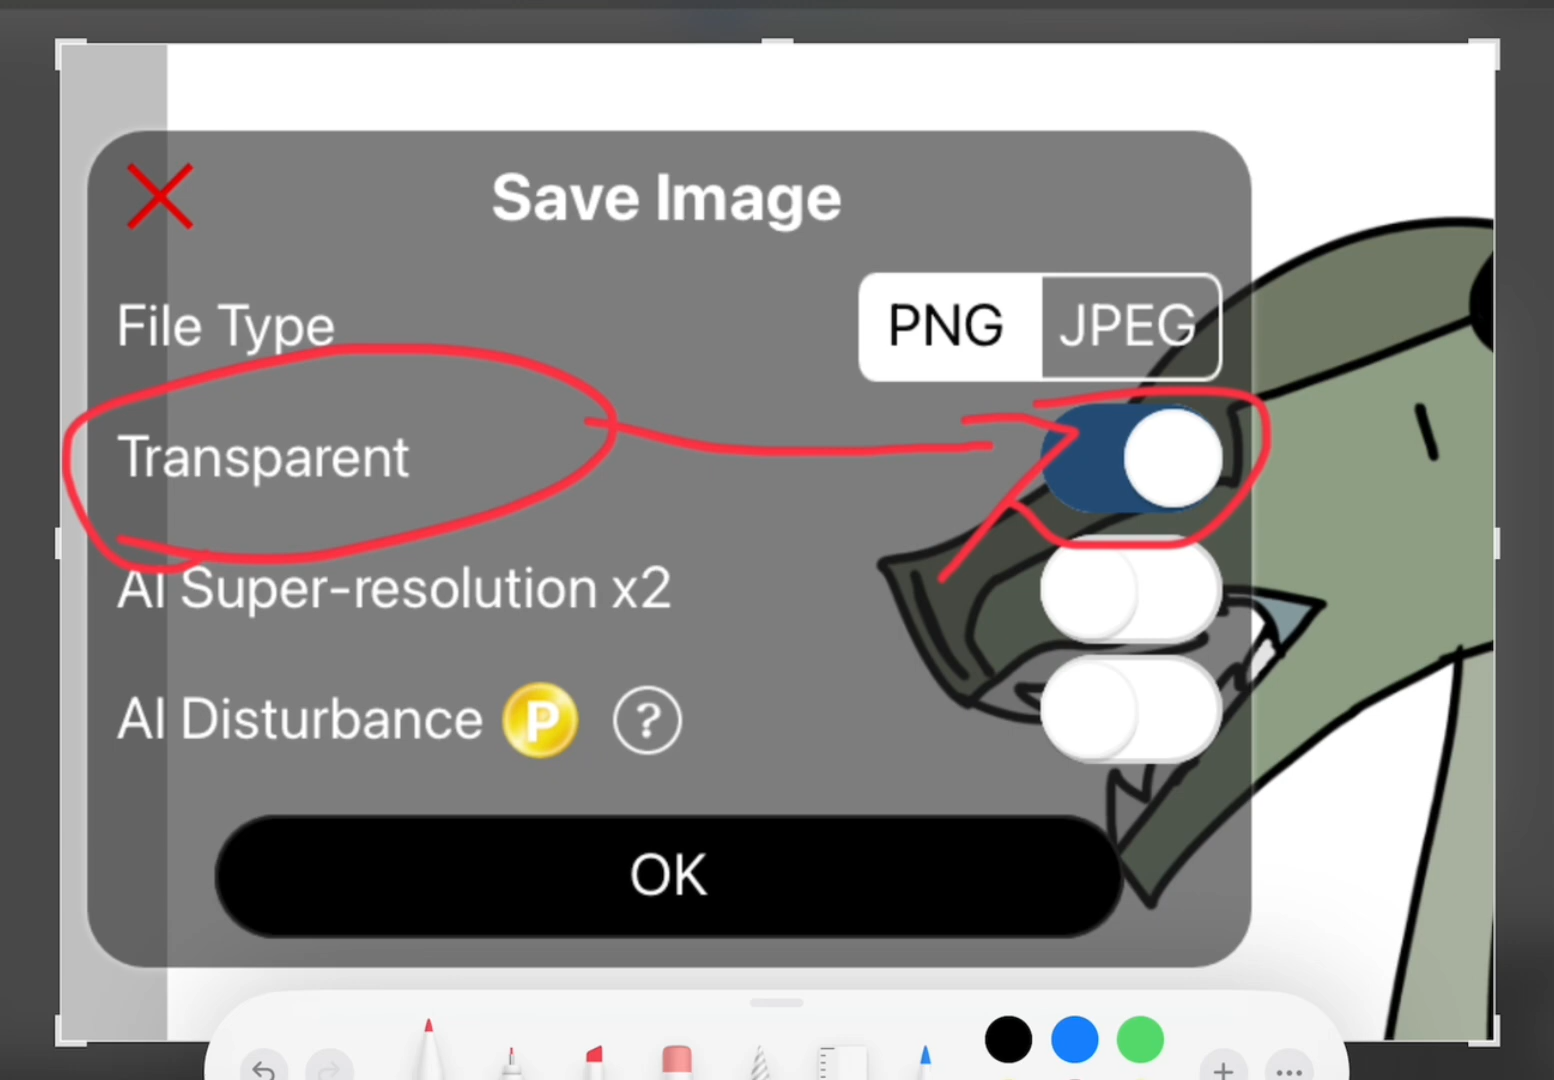 Save Image
File Type PNG JPEG
Transparent
AI Super-resolution x2
AI Disturbance P ?
OK